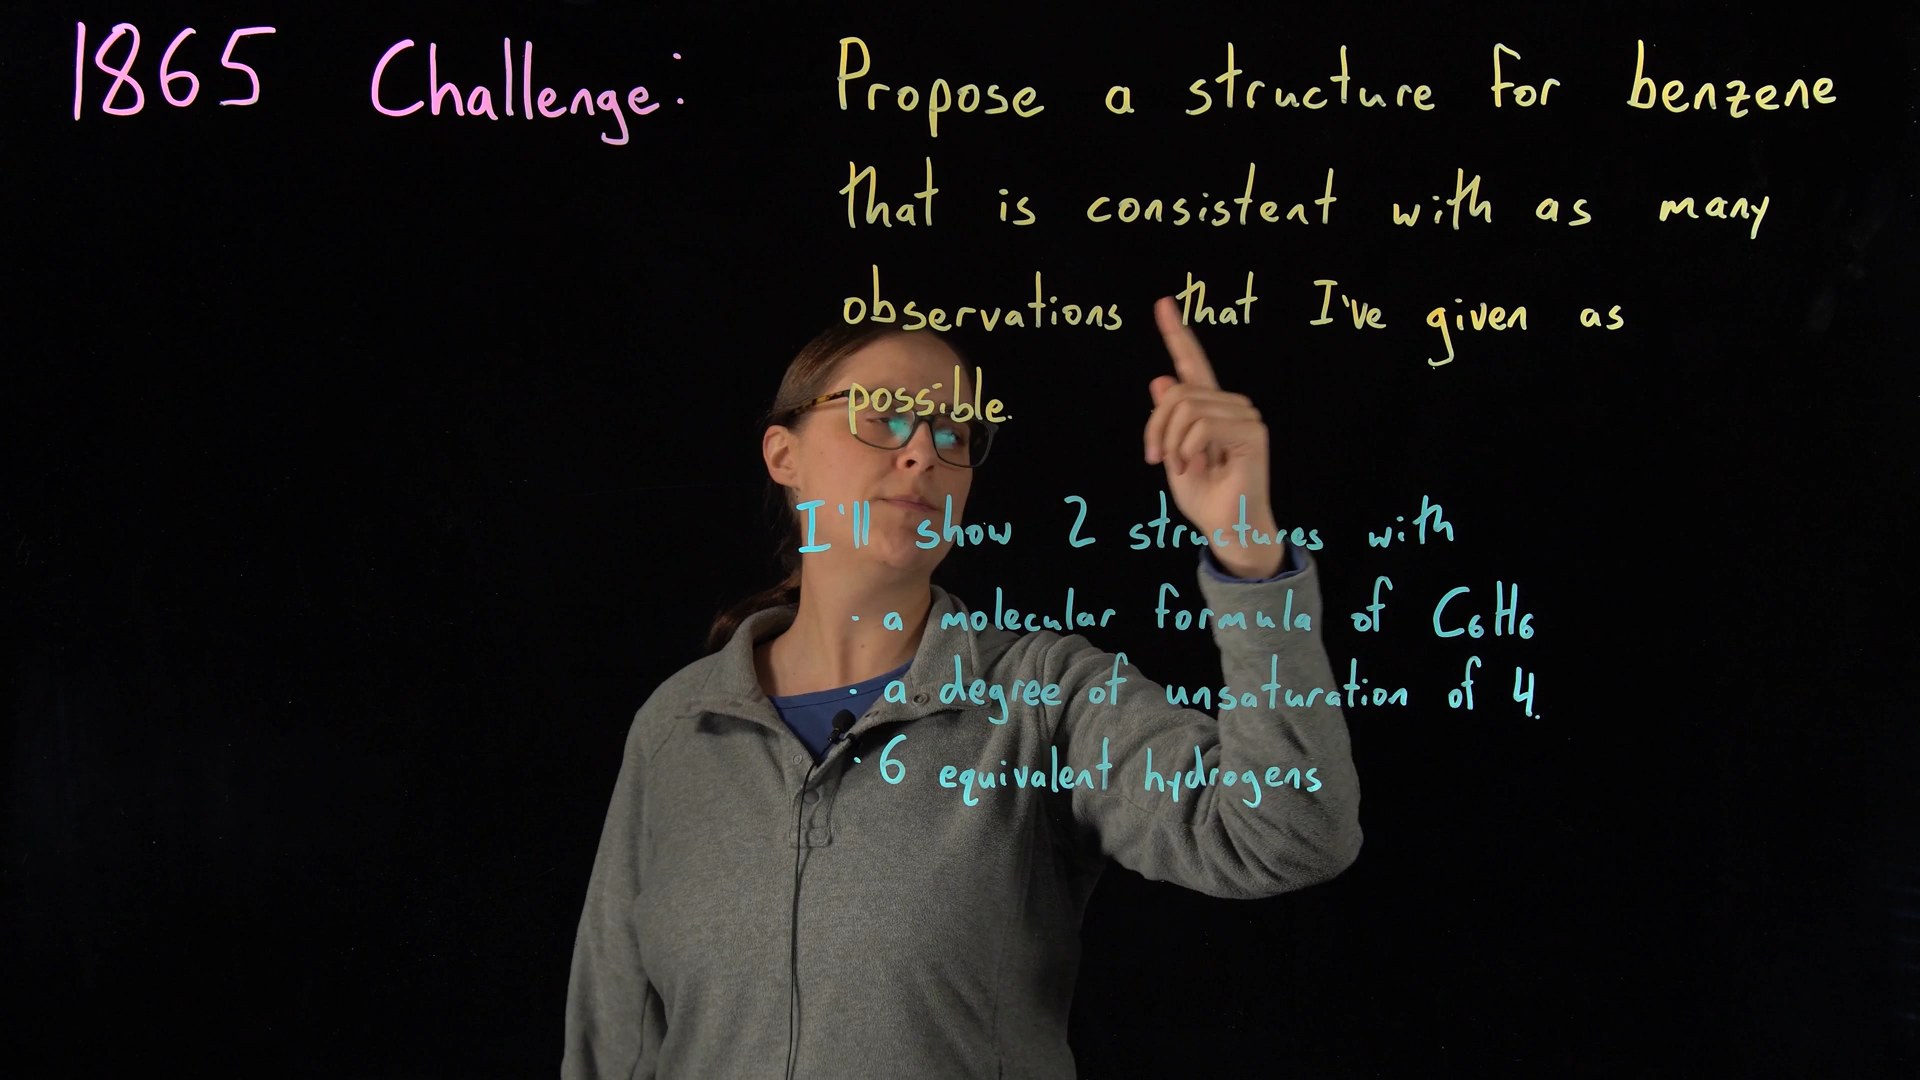 1865 Challenge: Propose a structure for benzene
that is consistent with as many
observations that I've given as
possible.
I'll show 2 structures with
· a molecular formula of C₆H₆
· a degree of unsaturation of 4.
· 6 equivalent hydrogens